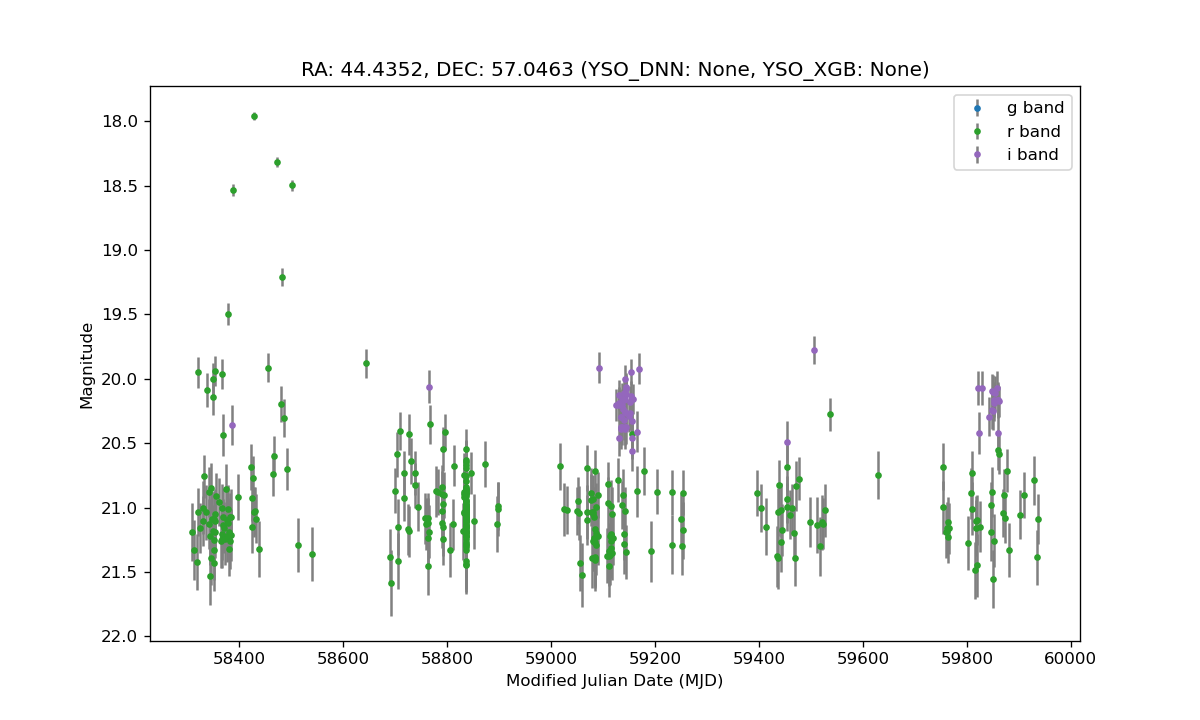 RA: 44.4352, DEC: 57.0463 (YSO_DNN: None, YSO_XGB: None)
g band
r band
i band
18.0
18.5
19.0
19.5
20.0
20.5
21.0
21.5
22.0
Magnitude
58400 58600 58800 59000 59200 59400 59600 59800 60000
Modified Julian Date (MJD)